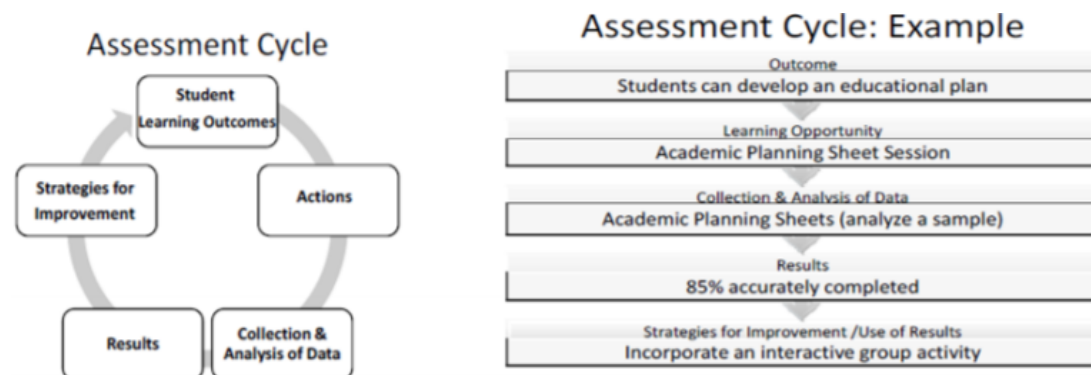 Assessment Cycle
Student
Learning Outcomes
Actions
Collection &
Analysis of Data
Results
Strategies for
Improvement
Assessment Cycle: Example
Outcome
Students can develop an educational plan
Learning Opportunity
Academic Planning Sheet Session
Collection & Analysis of Data
Academic Planning Sheets (analyze a sample)
Results
85% accurately completed
Strategies for Improvement /Use of Results
Incorporate an interactive group activity